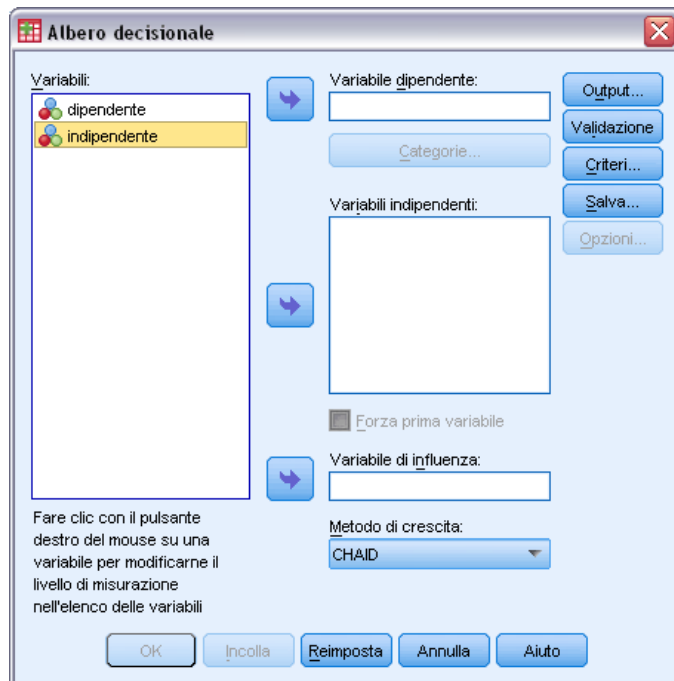 Albero decisionale
Variabili:
dipendente
indipendente
Fare clic con il pulsante
destro del mouse su una
variabile per modificarne il
livello di misurazione
nell'elenco delle variabili
Variabile dipendente:
Categorie...
Variabili indipendenti:
Forza prima variabile
Variabile di influenza:
Metodo di crescita:
CHAID
Output...
Validazione
Criteri...
Salva...
Opzioni...
OK
Incolla
Reimposta
Annulla
Aiuto